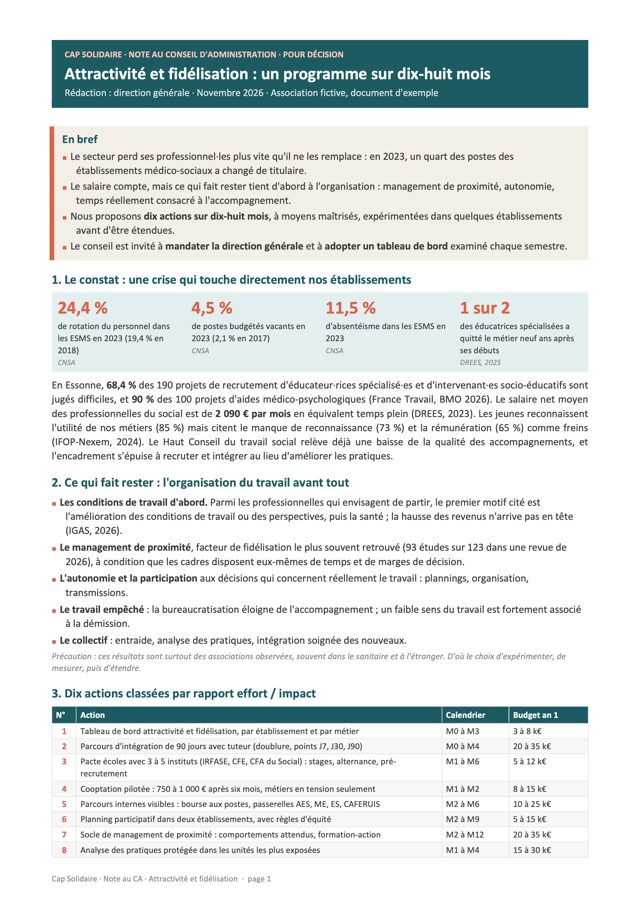 CAP SOLIDAIRE · NOTE AU CONSEIL D'ADMINISTRATION · POUR DÉCISION
Attractivité et fidélisation : un programme sur dix-huit mois
Rédaction : direction générale · Novembre 2026 · Association fictive, document d'exemple
En bref
▪ Le secteur perd ses professionnel·les plus vite qu'il ne les remplace : en 2023, un quart des postes des
établissements médico-sociaux a changé de titulaire.
▪ Le salaire compte, mais ce qui fait rester tient d'abord à l'organisation : management de proximité, autonomie,
temps réellement consacré à l'accompagnement.
▪ Nous proposons dix actions sur dix-huit mois, à moyens maîtrisés, expérimentées dans quelques établissements
avant d'être étendues.
▪ Le conseil est invité à mandater la direction générale et à adopter un tableau de bord examiné chaque semestre.
1. Le constat : une crise qui touche directement nos établissements
24,4 %
de rotation du personnel dans
les ESMS en 2023 (19,4 % en
2018)
CNSA
4,5 %
de postes budgétés vacants en
2023 (2,1 % en 2017)
CNSA
11,5 %
d'absentéisme dans les ESMS en
2023
CNSA
1 sur 2
des éducatrices spécialisées a
quitté le métier neuf ans après
ses débuts
DREES, 2025
En Essonne, 68,4 % des 190 projets de recrutement d'éducateur·rices spécialisé·es et d'intervenant·es socio-éducatifs sont
jugés difficiles, et 90 % des 100 projets d'aides médico-psychologiques (France Travail, BMO 2026). Le salaire net moyen
des professionnelles du social est de 2 090 € par mois en équivalent temps plein (DREES, 2023). Les jeunes reconnaissent
l'utilité de nos métiers (85 %) mais citent le manque de reconnaissance (73 %) et la rémunération (65 %) comme freins
(IFOP-Nexem, 2024). Le Haut Conseil du travail social relève déjà une baisse de la qualité des accompagnements, et
l'encadrement s'épuise à recruter et intégrer au lieu d'améliorer les pratiques.
2. Ce qui fait rester : l'organisation du travail avant tout
▪ Les conditions de travail d'abord. Parmi les professionnelles qui envisagent de partir, le premier motif cité est
l'amélioration des conditions de travail ou des perspectives, puis la santé ; la hausse des revenus n'arrive pas en tête
(IGAS, 2026).
▪ Le management de proximité, facteur de fidélisation le plus souvent retrouvé (93 études sur 123 dans une revue de
2026), à condition que les cadres disposent eux-mêmes de temps et de marges de décision.
▪ L'autonomie et la participation aux décisions qui concernent réellement le travail : plannings, organisation,
transmissions.
▪ Le travail empêché : la bureaucratisation éloigne de l'accompagnement ; un faible sens du travail est fortement associé
à la démission.
▪ Le collectif : entraide, analyse des pratiques, intégration soignée des nouveaux.
Précaution : ces résultats sont surtout des associations observées, souvent dans le sanitaire et à l'étranger. D'où le choix d'expérimenter, de
mesurer, puis d'étendre.
3. Dix actions classées par rapport effort / impact
N° Action Calendrier Budget an 1
1 Tableau de bord attractivité et fidélisation, par établissement et par métier M0 à M3 3 à 8 k€
2 Parcours d'intégration de 90 jours avec tuteur (doublure, points J7, J30, J90) M0 à M4 20 à 35 k€
3 Pacte écoles avec 3 à 5 instituts (IRFASE, CFE, CFA du Social) : stages, alternance, pré-
recrutement M1 à M6 5 à 12 k€
4 Cooptation pilotée : 750 à 1 000 € après six mois, métiers en tension seulement M1 à M2 8 à 15 k€
5 Parcours internes visibles : bourse aux postes, passerelles AES, ME, ES, CAFERUIS M2 à M6 10 à 25 k€
6 Planning participatif dans deux établissements, avec règles d'équité M2 à M9 5 à 15 k€
7 Socle de management de proximité : comportements attendus, formation-action M2 à M12 20 à 35 k€
8 Analyse des pratiques protégée dans les unités les plus exposées M1 à M4 15 à 30 k€
Cap Solidaire · Note au CA · Attractivité et fidélisation · page 1